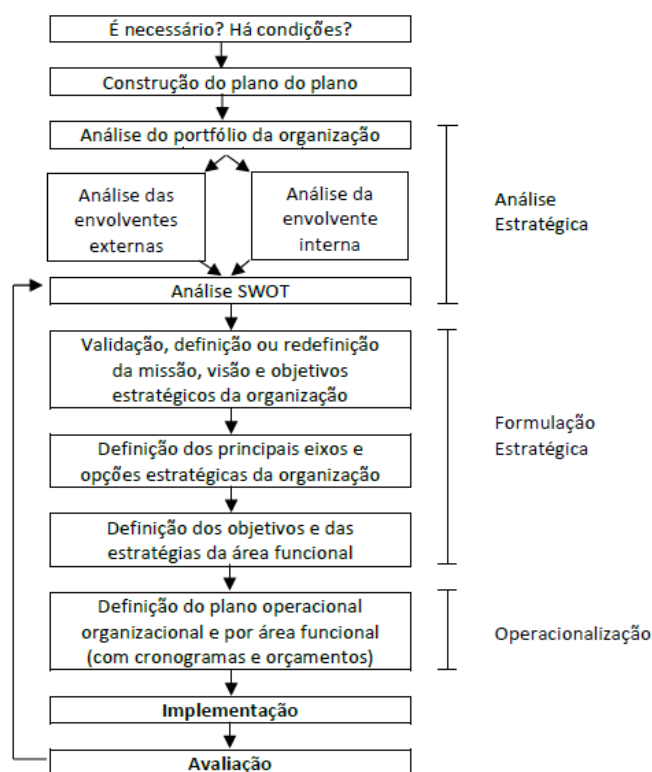 É necessário? Há condições?
Construção do plano do plano
Análise do portfólio da organização
Análise das
envolventes
externas
Análise da
envolvente
interna
Análise
Estratégica
Análise SWOT
Validação, definição ou redefinição
da missão, visão e objetivos
estratégicos da organização
Definição dos principais eixos e
opções estratégicas da organização
Formulação
Estratégica
Definição dos objetivos e das
estratégias da área funcional
Definição do plano operacional
organizacional e por área funcional
(com cronogramas e orçamentos)
Operacionalização
Implementação
Avaliação